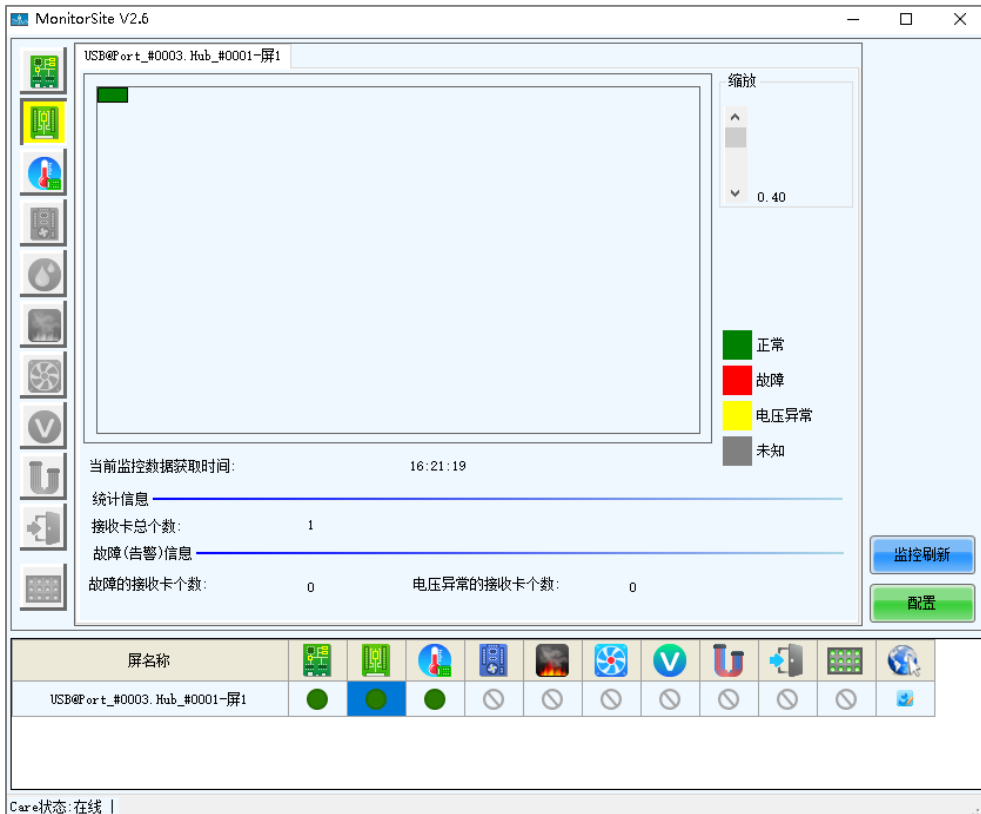 MonitorSite V2.6
USB@Port_#0003.Hub_#0001-屏1
缩放
0.40
正常
故障
电压异常
未知
当前监控数据获取时间: 16:21:19
统计信息
接收卡总个数: 1
故障(告警)信息
故障的接收卡个数: 0 电压异常的接收卡个数: 0
监控刷新
配置
屏名称
USB@Port_#0003.Hub_#0001-屏1
Care状态:在线